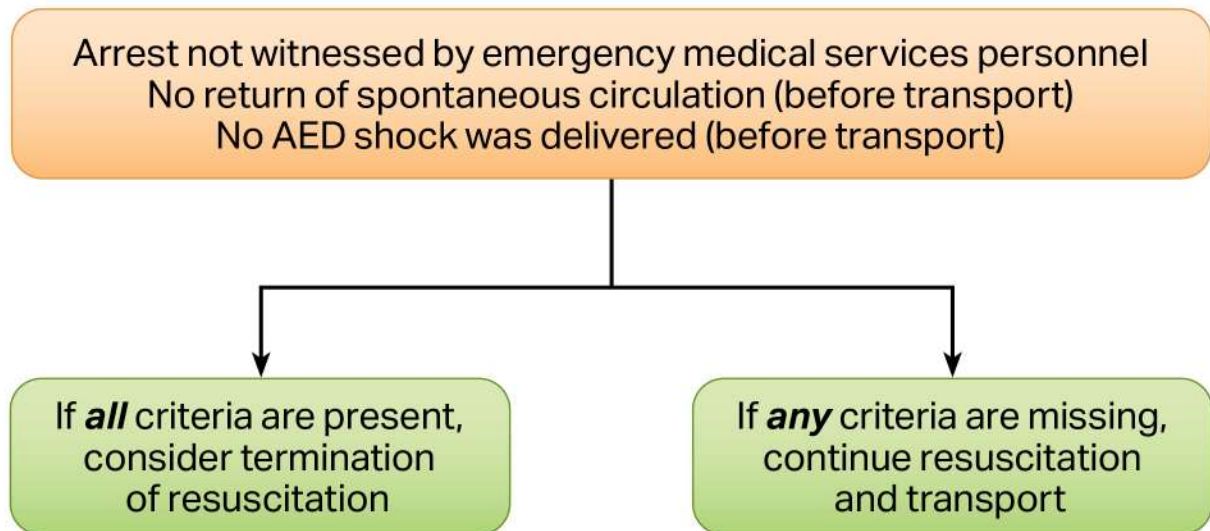 Arrest not witnessed by emergency medical services personnel
No return of spontaneous circulation (before transport)
No AED shock was delivered (before transport)
If all criteria are present,
consider termination
of resuscitation
If any criteria are missing,
continue resuscitation
and transport